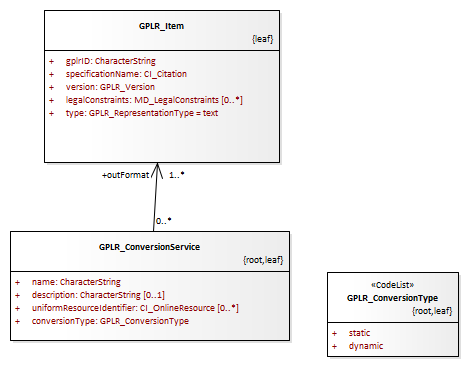 GPLR_Item
{leaf}
+ gplrID: CharacterString
+ specificationName: CI_Citation
+ version: GPLR_Version
+ legalConstraints: MD_LegalConstraints [0..*]
+ type: GPLR_RepresentationType = text
+outFormat 1..*
0..*
GPLR_ConversionService
{root,leaf}
+ name: CharacterString
+ description: CharacterString [0..1]
+ uniformResourceIdentifier: CI_OnlineResource [0..*]
+ conversionType: GPLR_ConversionType
«CodeList»
GPLR_ConversionType
{root,leaf}
+ static
+ dynamic